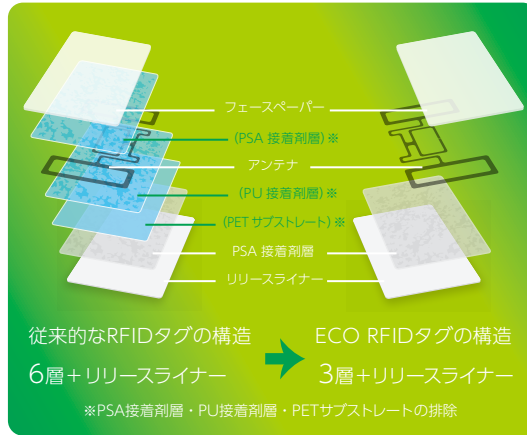 フェースペーパー
(PSA 接着剤層)※
アンテナ
(PU 接着剤層)※
(PET サブストレート)※
PSA 接着剤層
リリースライナー
従来的なRFIDタグの構造
6層＋リリースライナー
ECO RFIDタグの構造
3層＋リリースライナー
※PSA接着剤層・PU接着剤層・PETサブストレートの排除